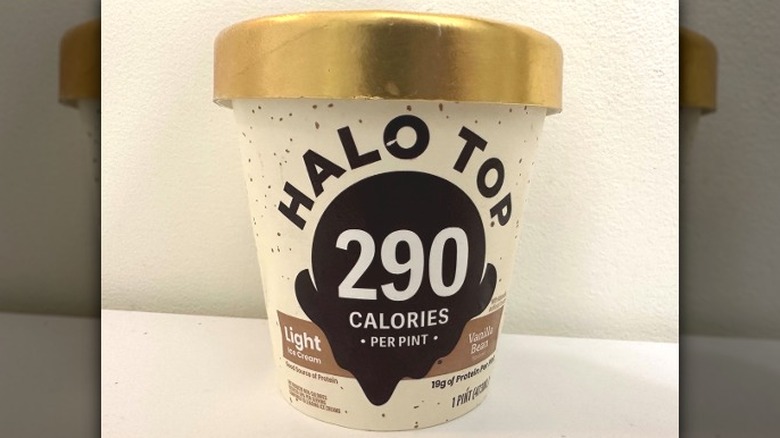 HALO TOP.
290
CALORIES
• PER PINT •
Light
Ice Cream
Vanilla
Bean
Good Source of Protein
19g of Protein Per
1 PINT